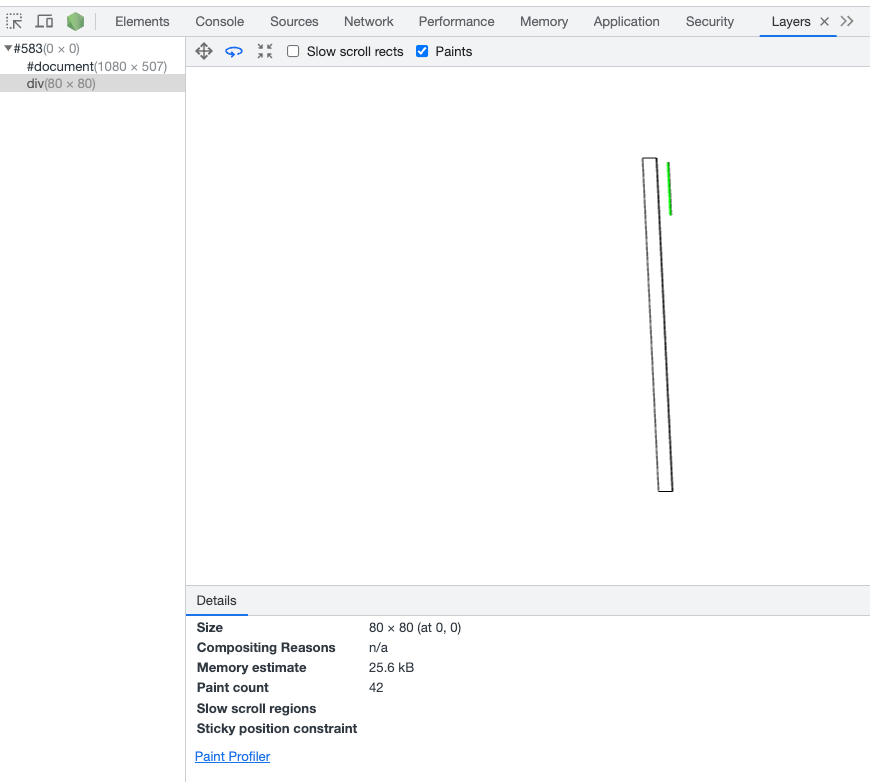 Elements Console Sources Network Performance Memory Application Security Layers
#583(0 × 0)
#document(1080 × 507)
div(80 × 80)
Slow scroll rects Paints
Details
Size 80 × 80 (at 0, 0)
Compositing Reasons n/a
Memory estimate 25.6 kB
Paint count 42
Slow scroll regions
Sticky position constraint
Paint Profiler